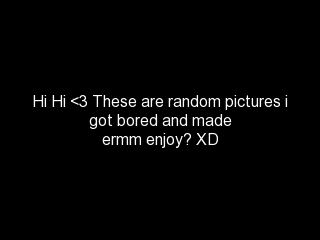 Hi Hi <3 These are random pictures i
got bored and made
ermm enjoy? XD